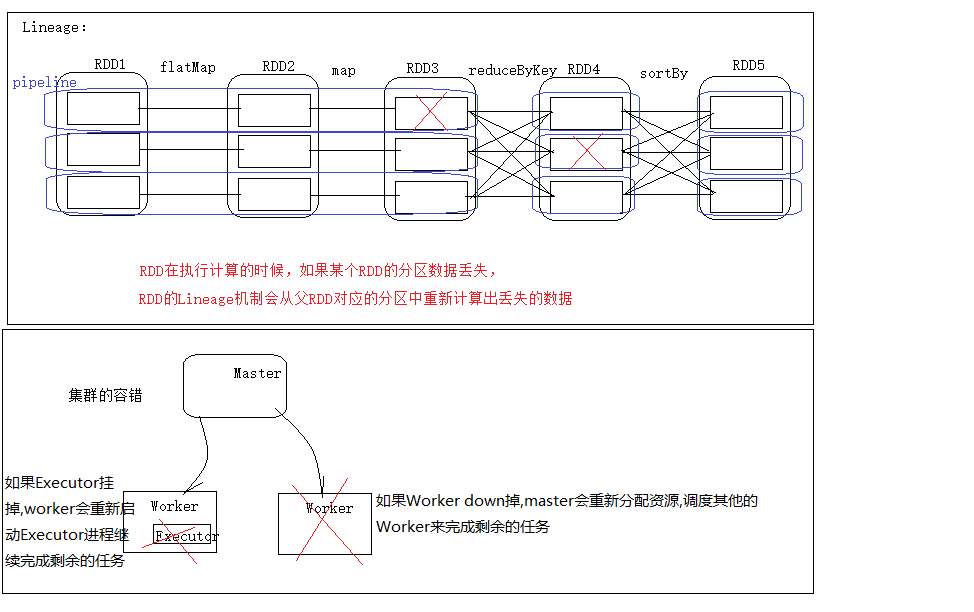 Lineage:
RDD1 flatMap RDD2 map RDD3 reduceByKey RDD4 sortBy RDD5
pipeline
RDD在执行计算的时候，如果某个RDD的分区数据丢失，
RDD的Lineage机制会从父RDD对应的分区中重新计算出丢失的数据
Master
集群的容错
如果Executor挂
掉,worker会重新启
动Executor进程继
续完成剩余的任务
Worker
Executor
Worker
如果Worker down掉,master会重新分配资源,调度其他的
Worker来完成剩余的任务